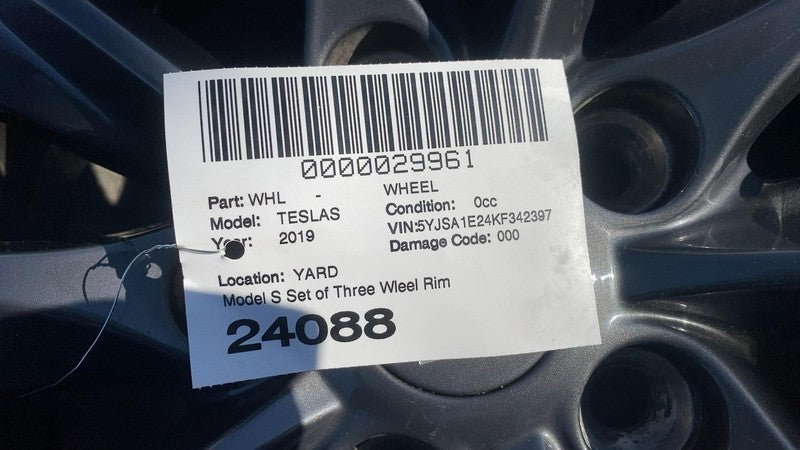 0000029961
Part: WHL - WHEEL
Model: TESLAS Condition: 0cc
Year: 2019 VIN:5YJSA1E24KF342397
Damage Code: 000
Location: YARD
Model S Set of Three Wleel Rim
24088